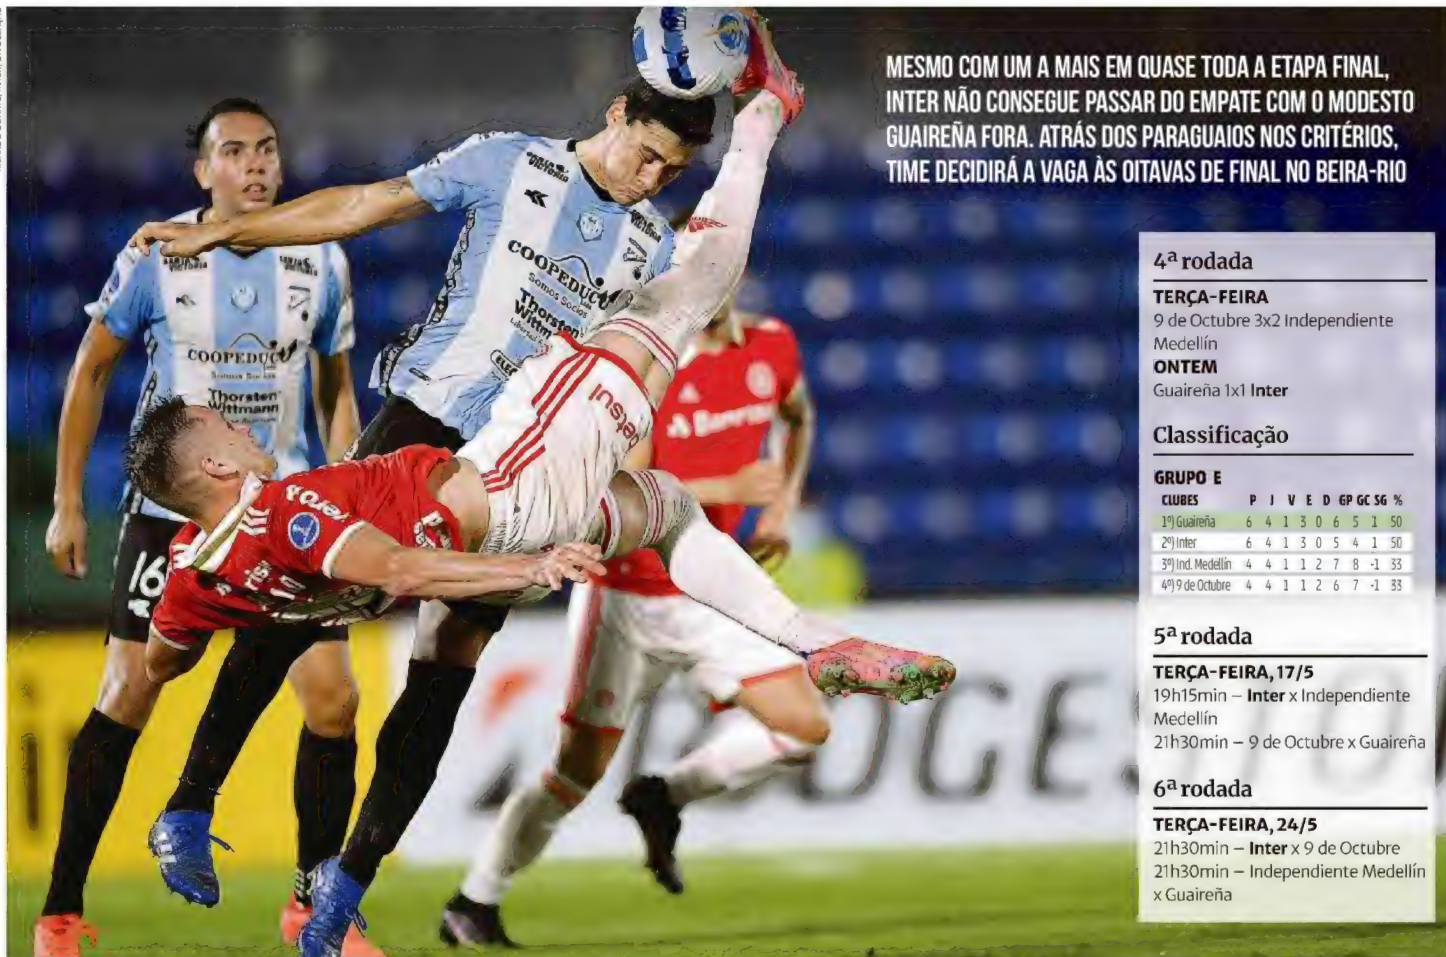 MESMO COM UM A MAIS EM QUASE TODA A ETAPA FINAL,
INTER NÃO CONSEGUE PASSAR DO EMPATE COM O MODESTO
GUAIREÑA FORA. ATRÁS DOS PARAGUAIOS NOS CRITÉRIOS,
TIME DECIDIRÁ A VAGA ÀS OITAVAS DE FINAL NO BEIRA-RIO
4ª rodada
TERÇA-FEIRA
9 de Octubre 3x2 Independiente
Medellín
ONTEM
Guaireña 1x1 Inter
Classificação
GRUPO E
CLUBES P J V E D GP GC SG %
1º) Guaireña 6 4 1 3 0 6 5 1 50
2º) Inter 6 4 1 3 0 5 4 1 50
3º) Ind. Medellín 4 4 1 1 2 7 8 -1 33
4º) 9 de Octubre 4 4 1 1 2 6 7 -1 33
5ª rodada
TERÇA-FEIRA, 17/5
19h15min – Inter x Independiente
Medellín
21h30min – 9 de Octubre x Guaireña
6ª rodada
TERÇA-FEIRA, 24/5
21h30min – Inter x 9 de Octubre
21h30min – Independiente Medellín
x Guaireña
COOPEDUC
Somos Socios
Thorsten
Wittm
COOPEDUC
Thorsten
Wittmann
betsul
16